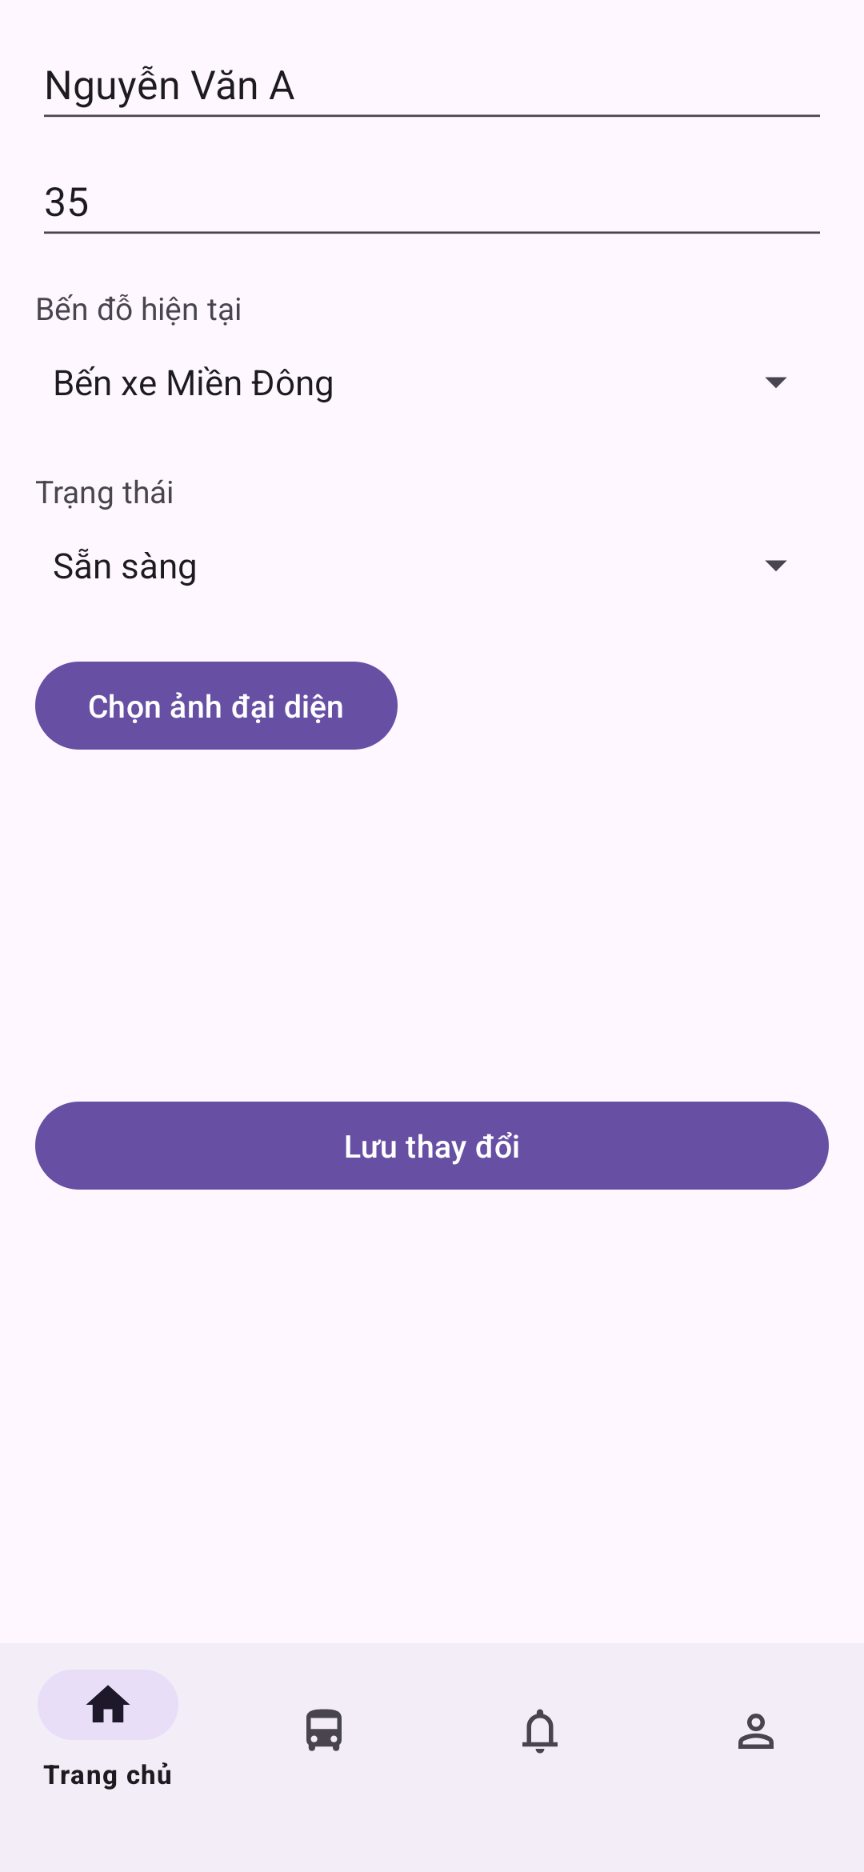 Nguyễn Văn A
35
Bến đỗ hiện tại
Bến xe Miền Đông
Trạng thái
Sẵn sàng
Chọn ảnh đại diện
Lưu thay đổi
Trang chủ